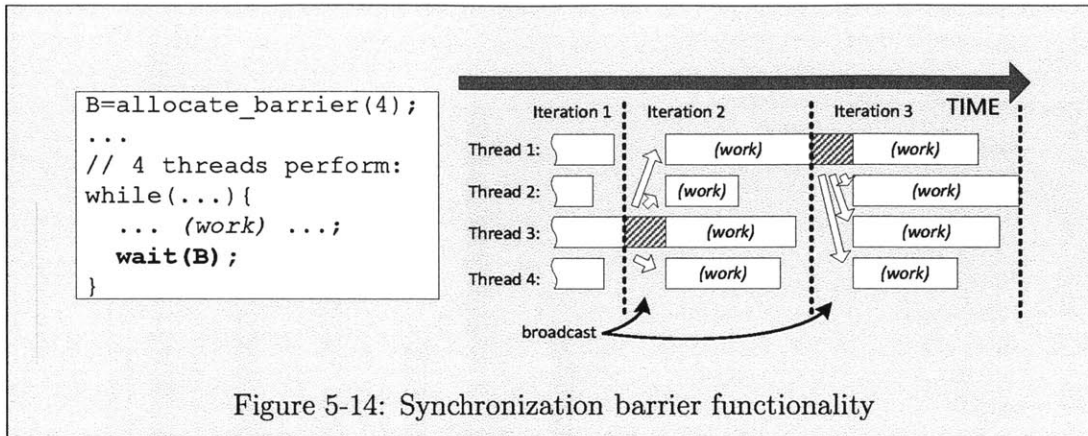 B=allocate_barrier(4);
...
// 4 threads perform:
while(...){
... (work) ...;
wait(B);
}
TIME
Iteration 1
Iteration 2
Iteration 3
Thread 1:
(work)
(work)
Thread 2:
(work)
(work)
Thread 3:
(work)
(work)
Thread 4:
(work)
(work)
broadcast
Figure 5-14: Synchronization barrier functionality